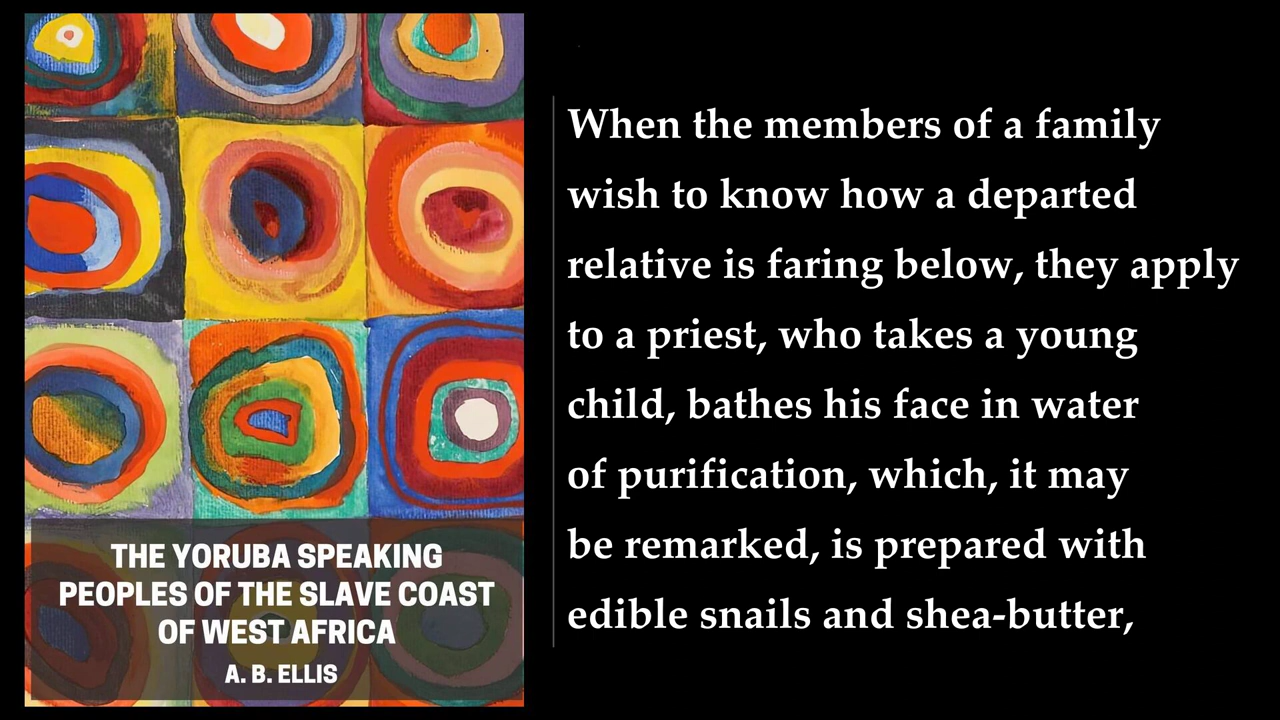 THE YORUBA SPEAKING
PEOPLES OF THE SLAVE COAST
OF WEST AFRICA
A. B. ELLIS
When the members of a family
wish to know how a departed
relative is faring below, they apply
to a priest, who takes a young
child, bathes his face in water
of purification, which, it may
be remarked, is prepared with
edible snails and shea-butter,